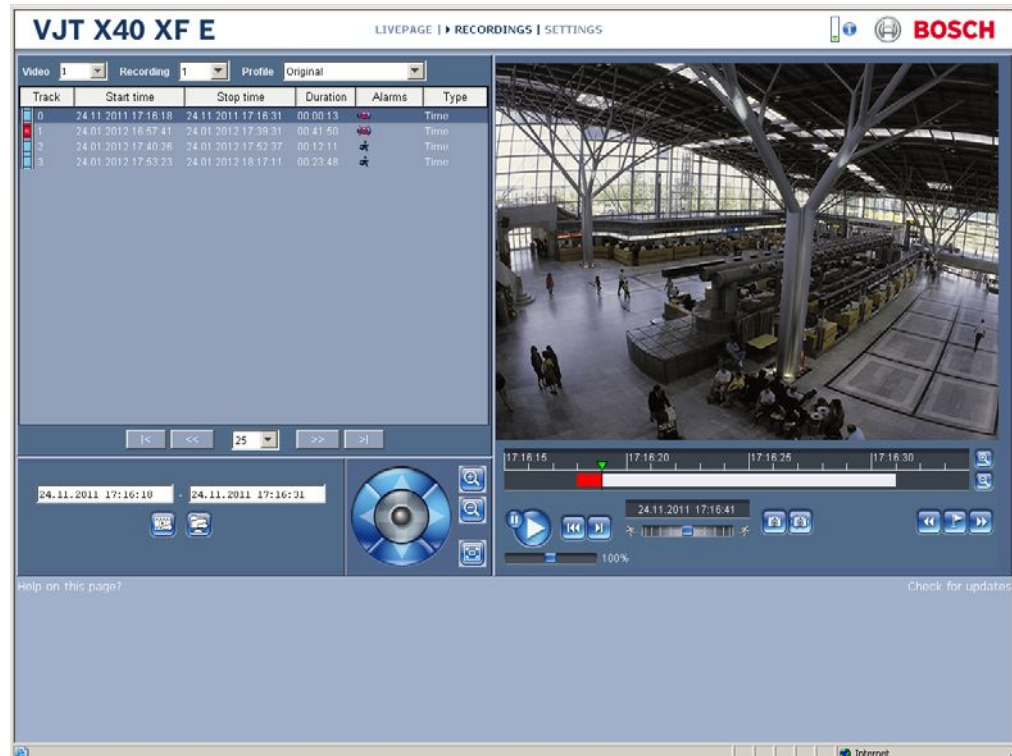 VJT X40 XF E
LIVEPAGE | RECORDINGS | SETTINGS
BOSCH
Video 1 Recording 1 Profile Original
Track Start time Stop time Duration Alarms Type
0 24.11.2011 17:16:18 24.11.2011 17:16:31 00:00:13 Time
1 24.01.2012 16:57:41 24.01.2012 17:39:31 00:41:50 Time
2 24.01.2012 17:40:26 24.01.2012 17:52:37 00:12:11 Time
3 24.01.2012 17:53:23 24.01.2012 18:17:11 00:23:48 Time
|< << 25 >> >|
17:16:15 17:16:20 17:16:25 17:16:30
24.11.2011 17:16:18 - 24.11.2011 17:16:31
24.11.2011 17:16:41
100%
Help on this page?
Check for updates
Internet